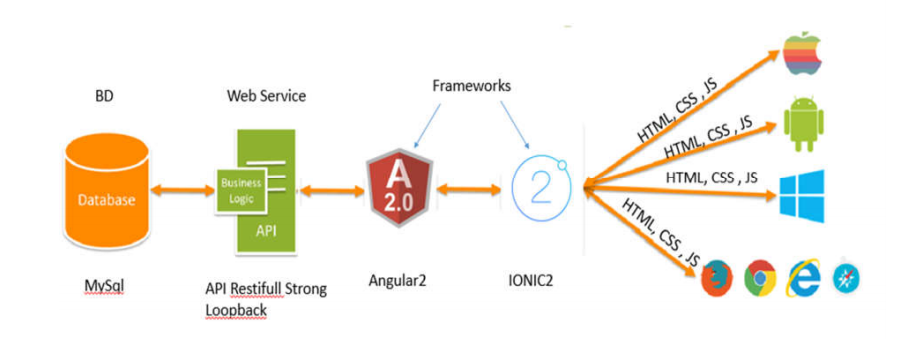 BD
Web Service
Frameworks
Database
Business
Logic
API
A
2.0
2
HTML, CSS , JS
HTML, CSS , JS
HTML, CSS , JS
HTML, CSS , JS
MySql
API Restifull Strong
Loopback
Angular2
IONIC2